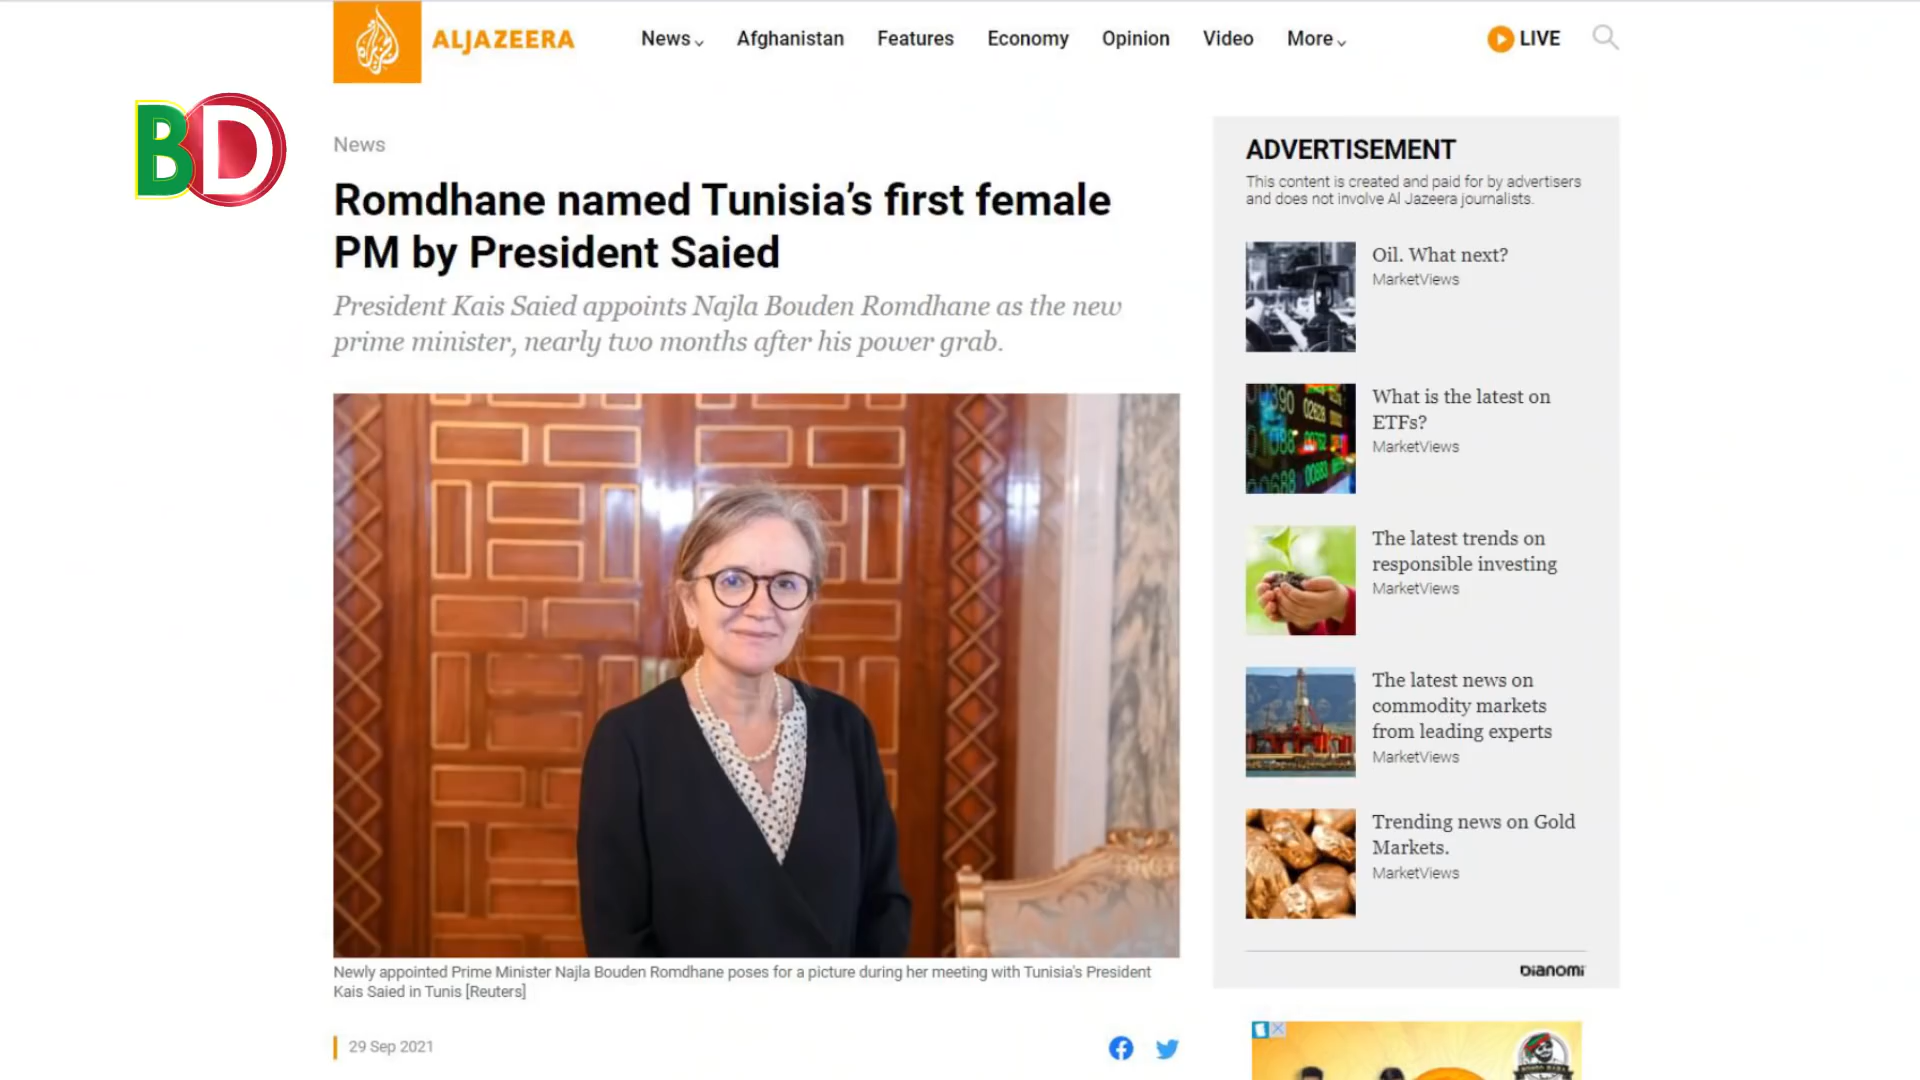 ALJAZEERA
News
Afghanistan
Features
Economy
Opinion
Video
More
LIVE
BD
News
Romdhane named Tunisia’s first female
PM by President Saied
President Kais Saied appoints Najla Bouden Romdhane as the new
prime minister, nearly two months after his power grab.
Newly appointed Prime Minister Najla Bouden Romdhane poses for a picture during her meeting with Tunisia's President
Kais Saied in Tunis [Reuters]
29 Sep 2021
ADVERTISEMENT
This content is created and paid for by advertisers
and does not involve Al Jazeera journalists.
Oil. What next?
MarketViews
What is the latest on
ETFs?
MarketViews
The latest trends on
responsible investing
MarketViews
The latest news on
commodity markets
from leading experts
MarketViews
Trending news on Gold
Markets.
MarketViews
Dianomi